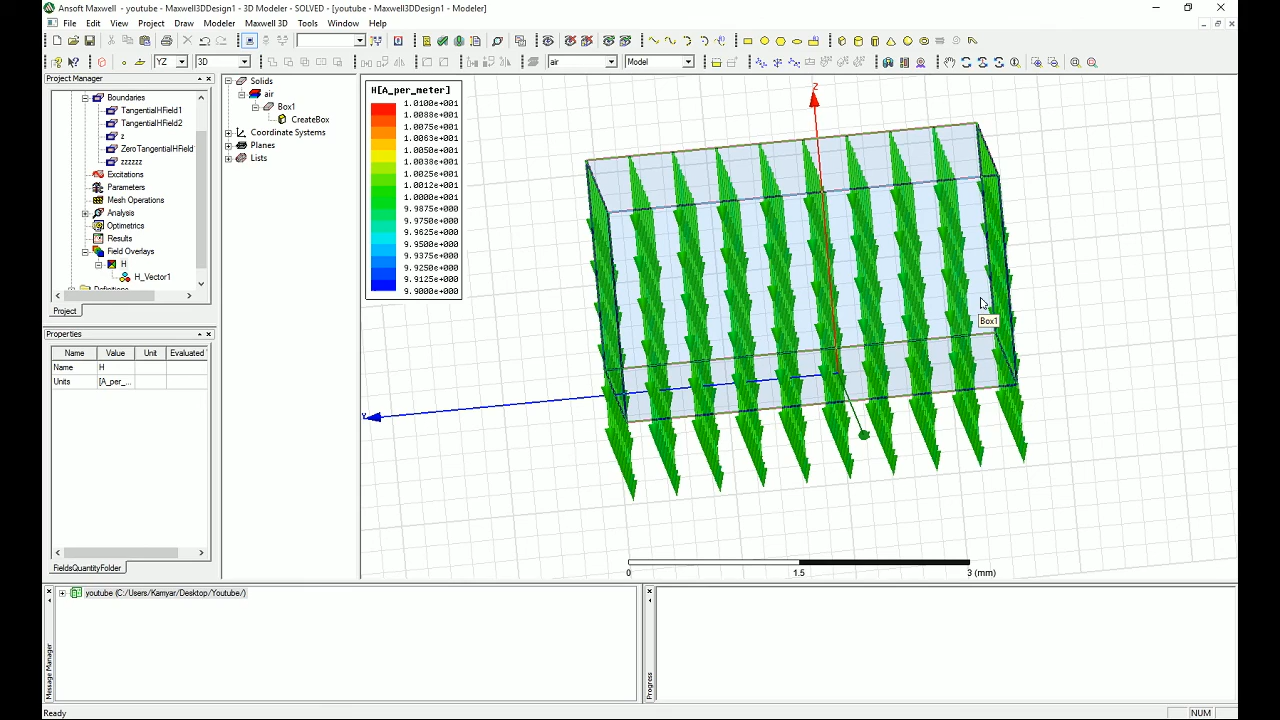 Ansoft Maxwell - youtube - Maxwell3DDesign1 - 3D Modeler - SOLVED - [youtube - Maxwell3DDesign1 - Modeler]
File Edit View Project Draw Modeler Maxwell 3D Tools Window Help
YZ 3D air Model
Project Manager
Boundaries
TangentialHField1
TangentialHField2
z
ZeroTangentialHField
zzzzzz
Excitations
Parameters
Mesh Operations
Analysis
Optimetrics
Results
Field Overlays
H
H_Vector1
Project
Solids
air
Box1
CreateBox
Coordinate Systems
Planes
Lists
Properties
Name Value Unit Evaluated
Name H
Units [A_per_...
FieldsQuantityFolder
H[A_per_meter]
1.0100e+001
1.0088e+001
1.0075e+001
1.0063e+001
1.0050e+001
1.0038e+001
1.0025e+001
1.0012e+001
1.0000e+001
9.9875e+000
9.9750e+000
9.9625e+000
9.9500e+000
9.9375e+000
9.9250e+000
9.9125e+000
9.9000e+000
Z
Box1
0 1.5 3 (mm)
youtube (C:/Users/Kamyar/Desktop/Youtube/)
Message Manager
Progress
Ready
NUM